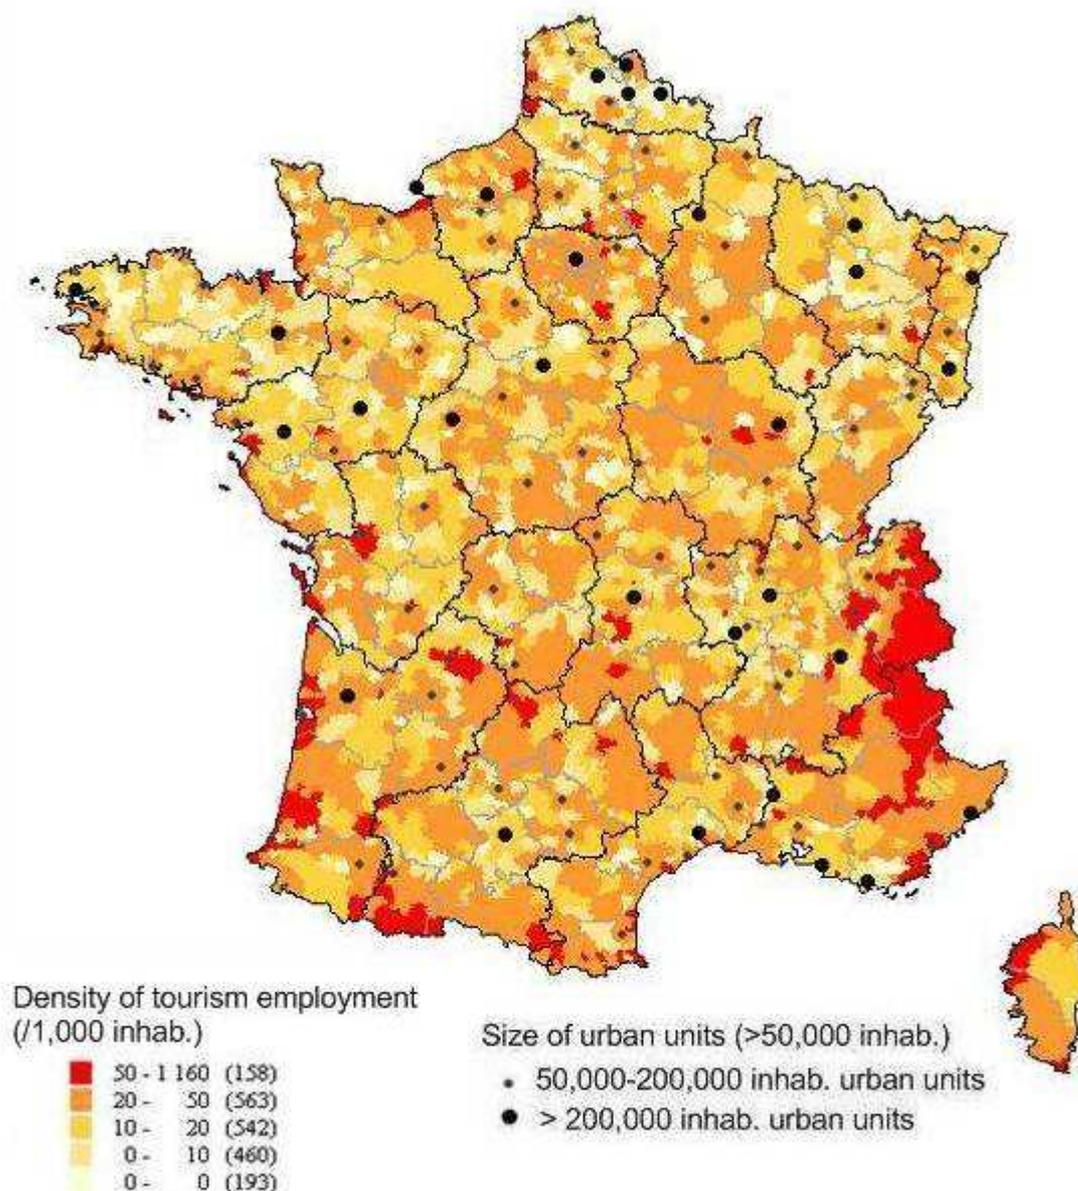 Density of tourism employment
(/1,000 inhab.)
50 - 1 160 (158)
20 - 50 (563)
10 - 20 (542)
0 - 10 (460)
0 - 0 (193)
Size of urban units (>50,000 inhab.)
50,000-200,000 inhab. urban units
> 200,000 inhab. urban units